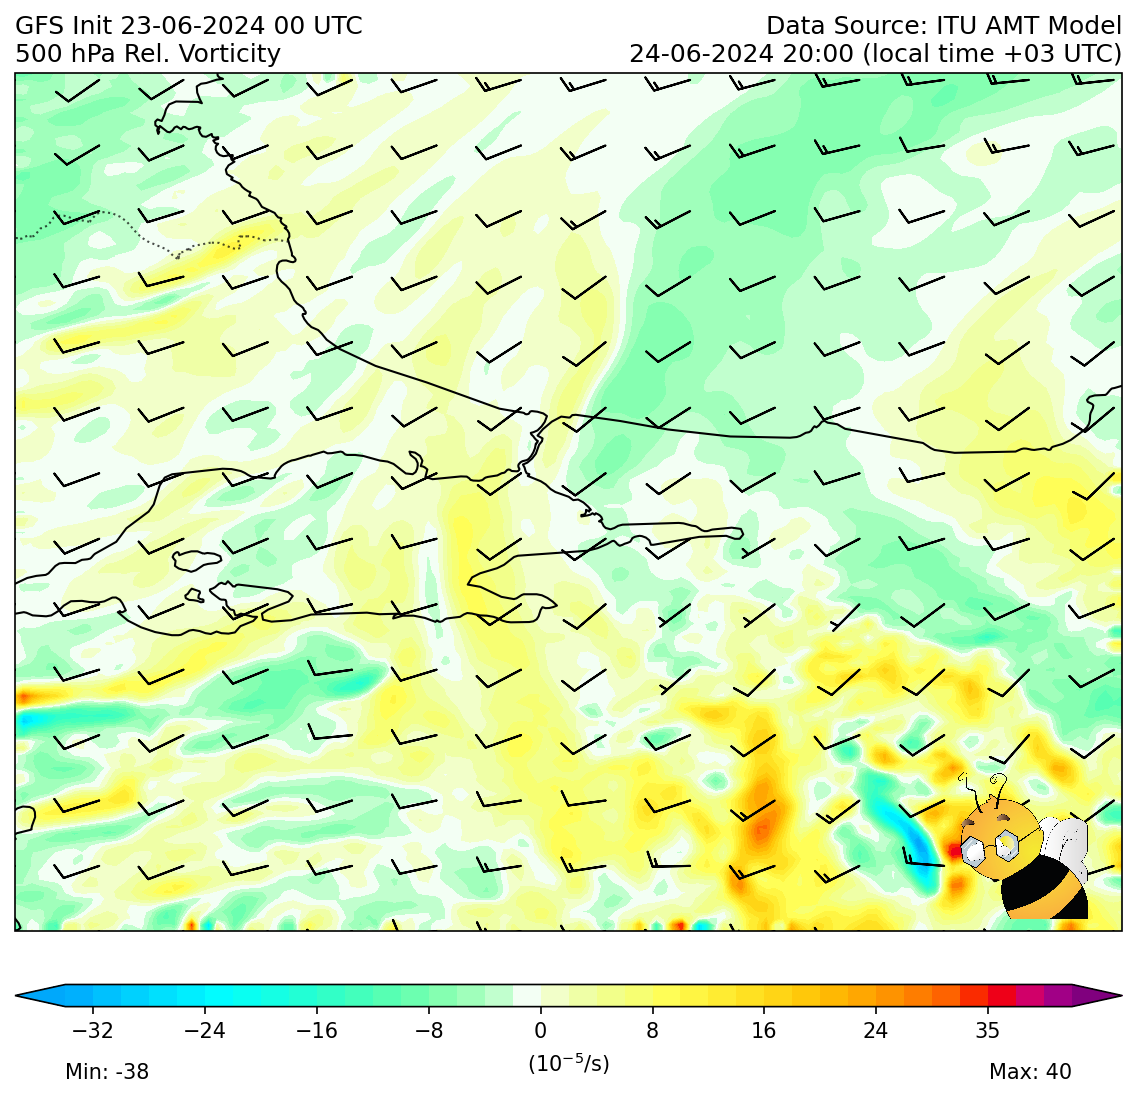 GFS Init 23-06-2024 00 UTC
Data Source: ITU AMT Model
500 hPa Rel. Vorticity
24-06-2024 20:00 (local time +03 UTC)
−32 −24 −16 −8 0 8 16 24 35
(10⁻⁵/s)
Min: -38
Max: 40